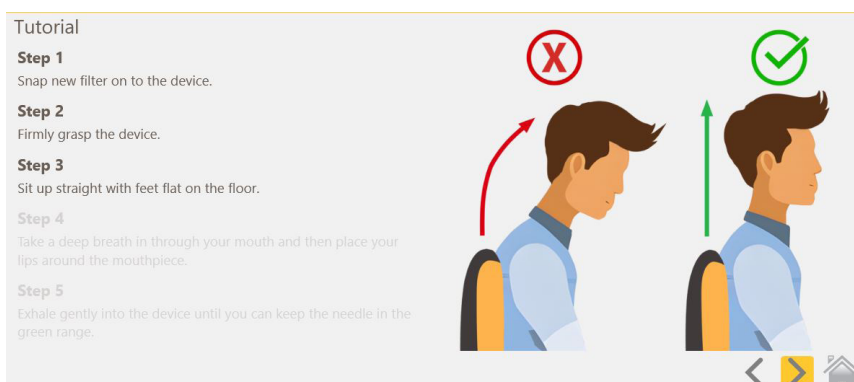 Tutorial
Step 1
Snap new filter on to the device.
Step 2
Firmly grasp the device.
Step 3
Sit up straight with feet flat on the floor.
Step 4
Take a deep breath in through your mouth and then place your
lips around the mouthpiece.
Step 5
Exhale gently into the device until you can keep the needle in the
green range.
X